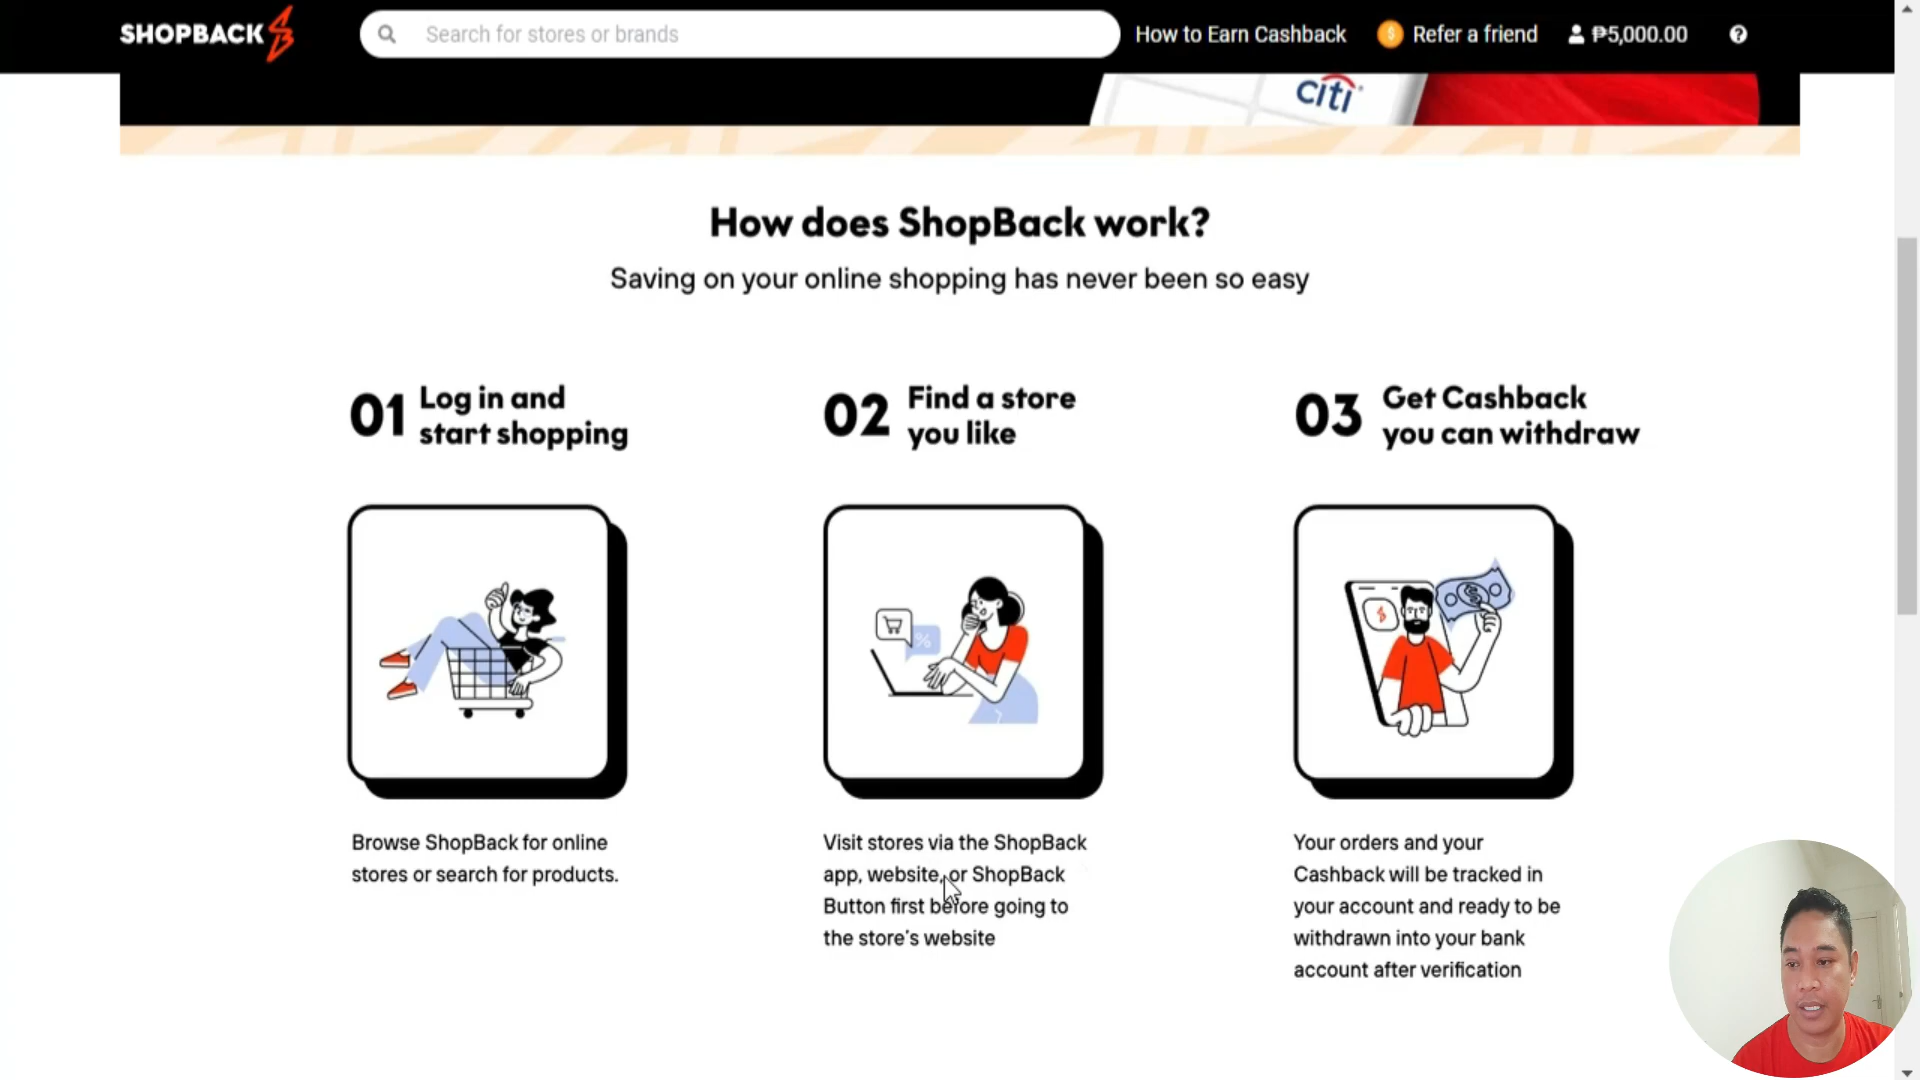 SHOPBACK
Search for stores or brands
How to Earn Cashback
$
Refer a friend
₱5,000.00
?
citi
How does ShopBack work?
Saving on your online shopping has never been so easy
01
Log in and
start shopping
02
Find a store
you like
03
Get Cashback
you can withdraw
%
$
Browse ShopBack for online
stores or search for products.
Visit stores via the ShopBack
app, website, or ShopBack
Button first before going to
the store's website
Your orders and your
Cashback will be tracked in
your account and ready to be
withdrawn into your bank
account after verification